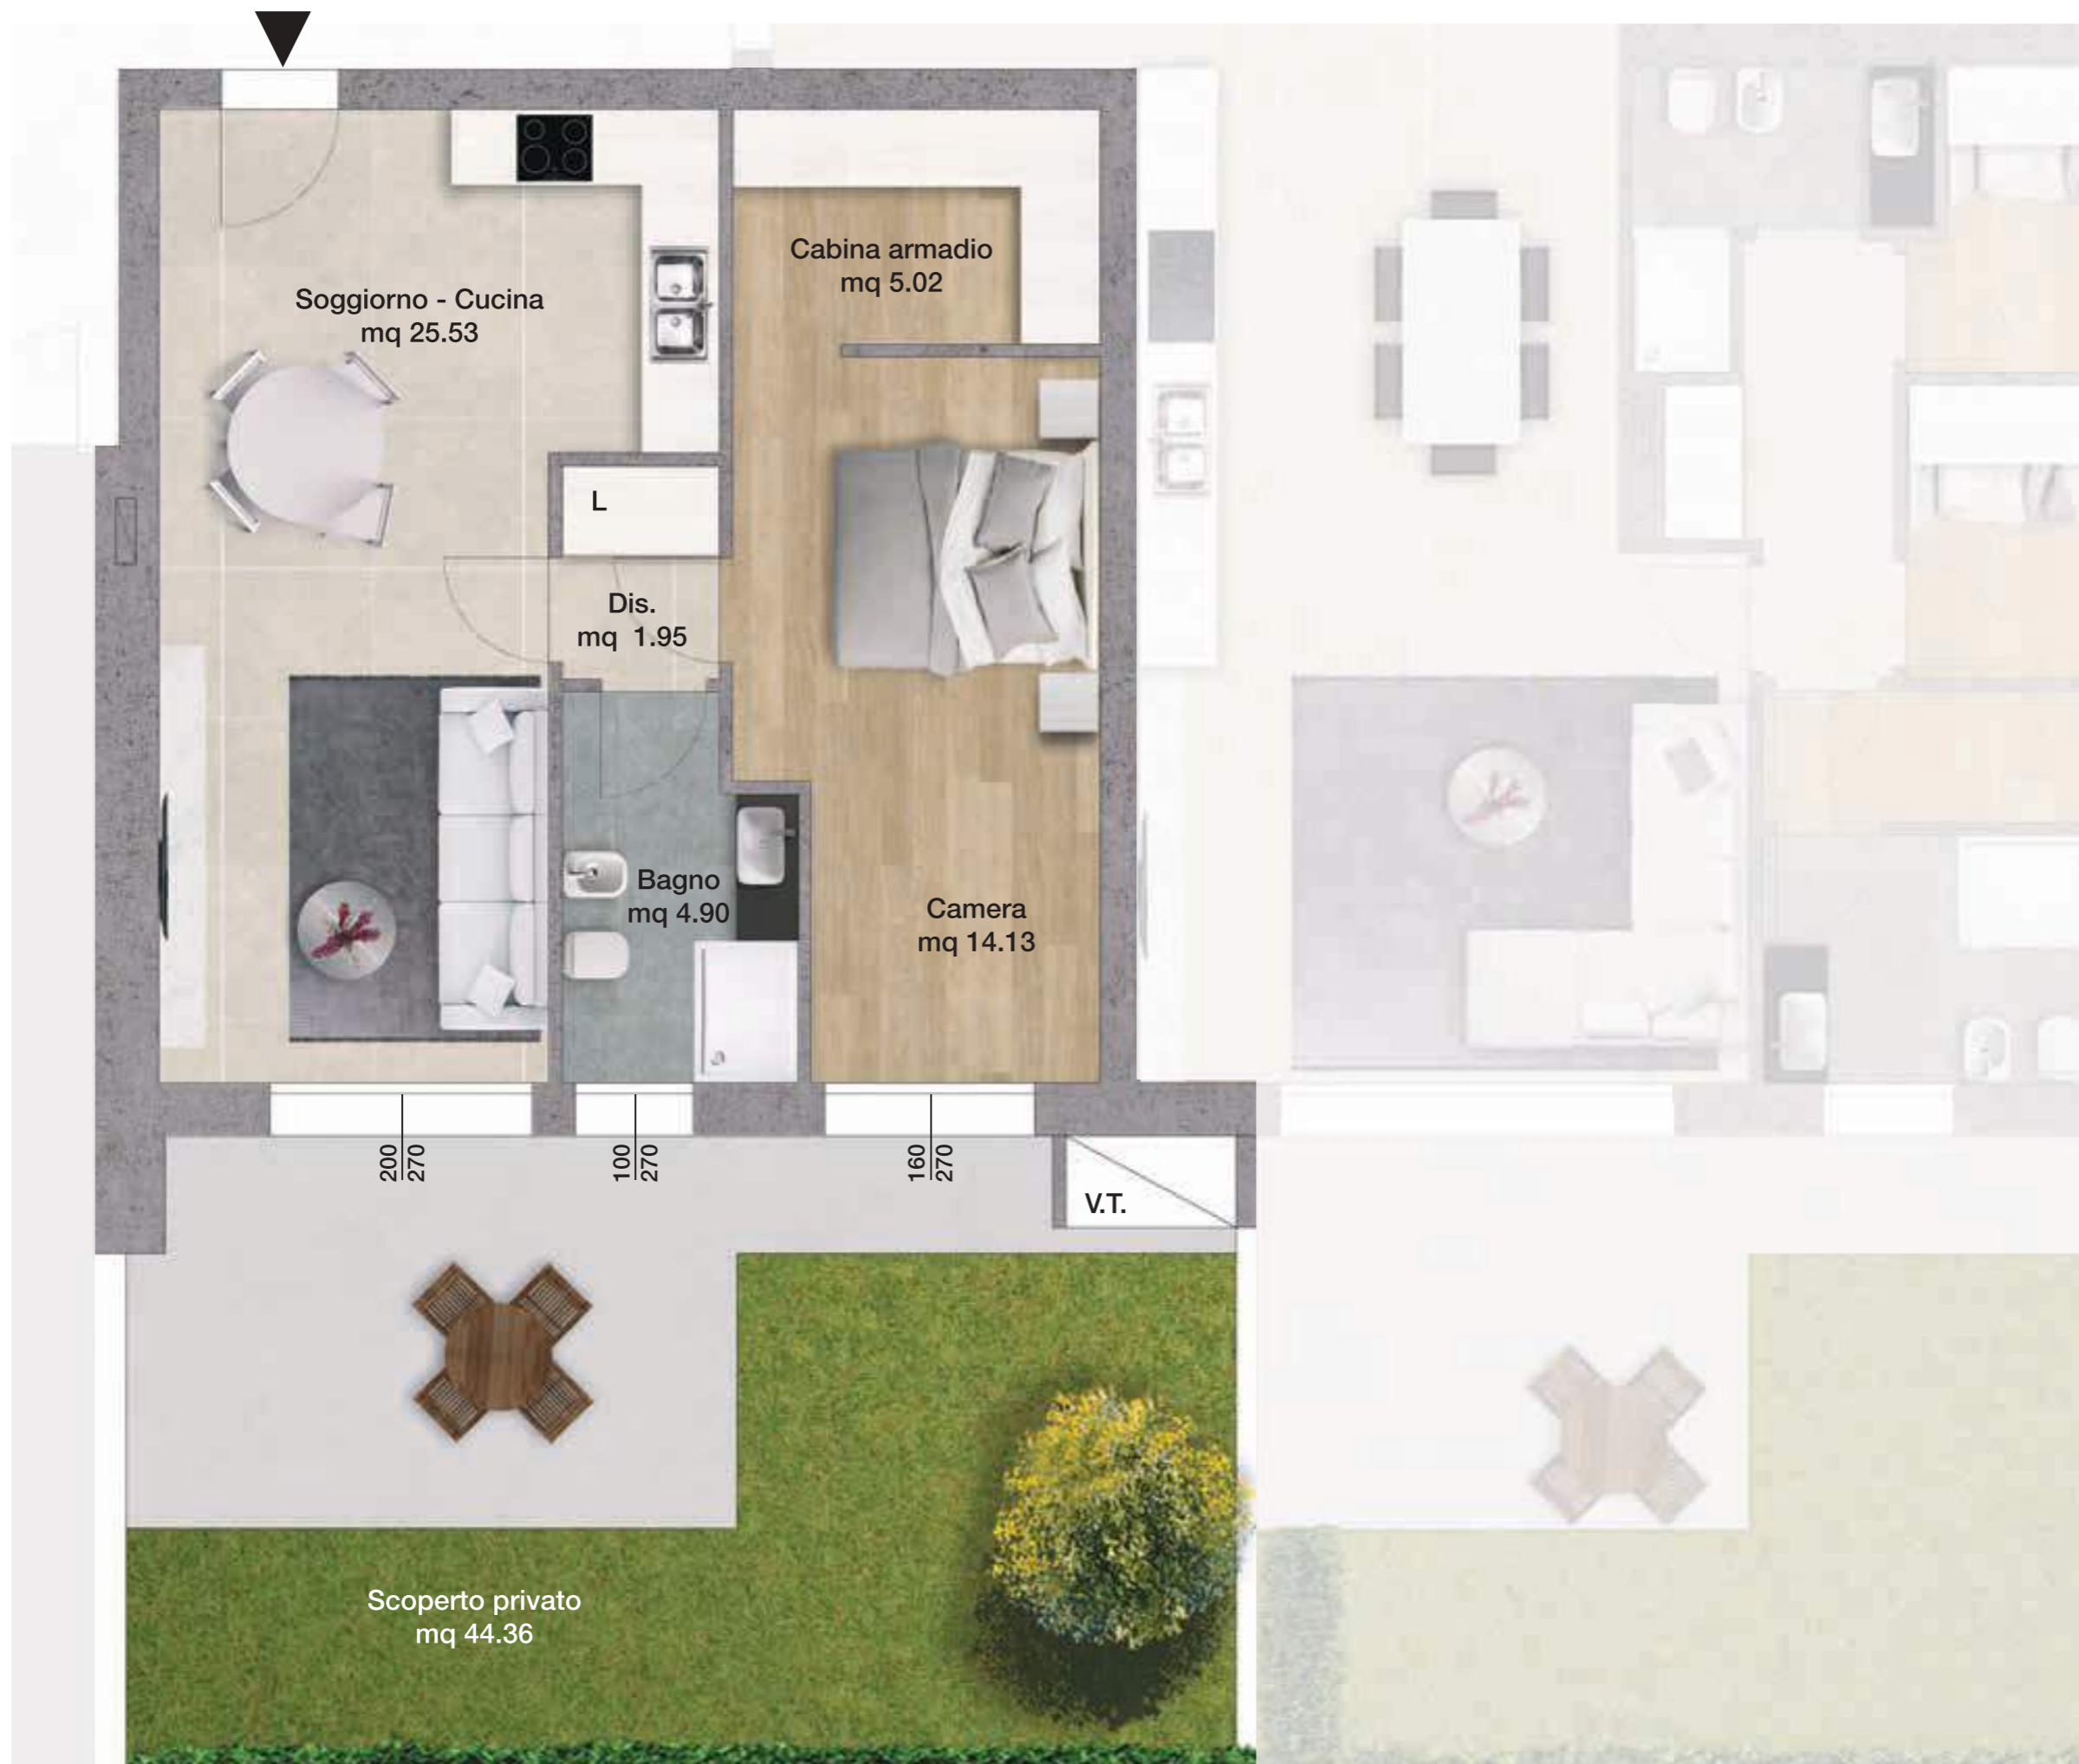 Cabina armadio
mq 5.02
Soggiorno - Cucina
mq 25.53
L
Dis.
mq 1.95
Bagno
mq 4.90
Camera
mq 14.13
200
270
100
270
160
270
V.T.
Scoperto privato
mq 44.36